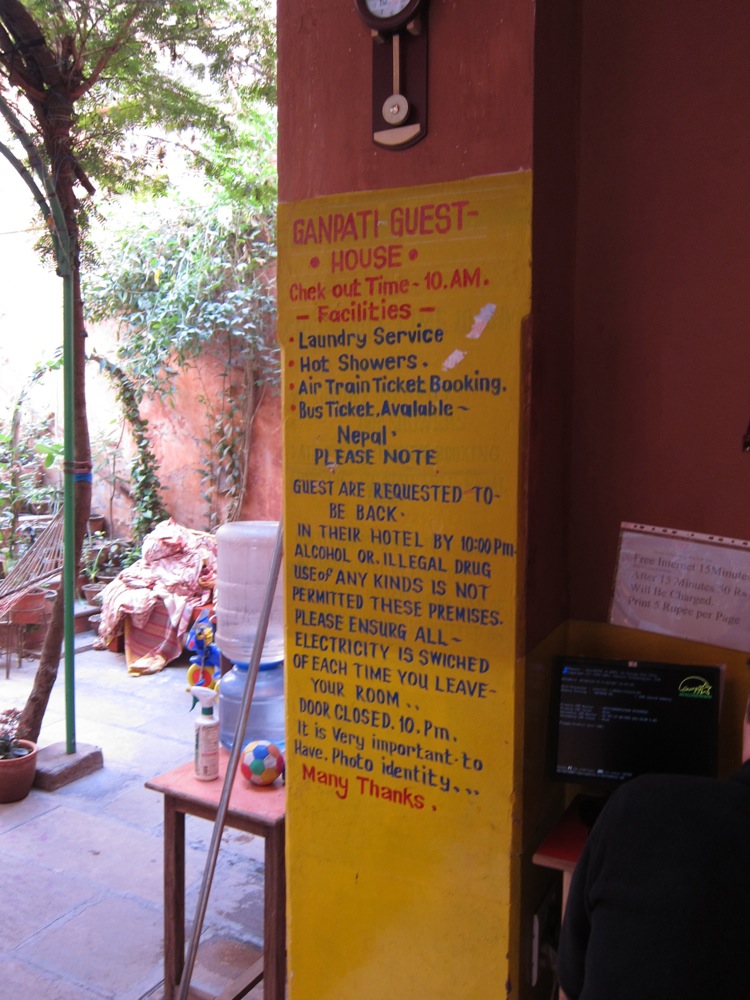 GANPATI GUEST-
• HOUSE •
Chek out Time - 10.AM.
- Facilities -
• Laundry Service
• Hot Showers.
• Air Train Ticket Booking.
• Bus Ticket, Avalable ~
Nepal.
PLEASE NOTE
GUEST ARE REQUESTED TO-
BE BACK.
IN THEIR HOTEL BY 10:00 Pm.
ALCOHOL OR. ILLEGAL DRUG
USE of ANY KINDS IS NOT
PERMITTED THESE PREMISES.
PLEASE ENSURG ALL ~
ELECTRICITY IS SWICHED
OF EACH TIME YOU LEAVE-
YOUR ROOM ..
DOOR CLOSED. 10. Pm.
It is Very important. to
Have. Photo identity. ...
Many Thanks.
Free Internet 15 Minute
After 15 Minutes 30 Rs
Will Be Charged.
Print 5 Rupee per Page